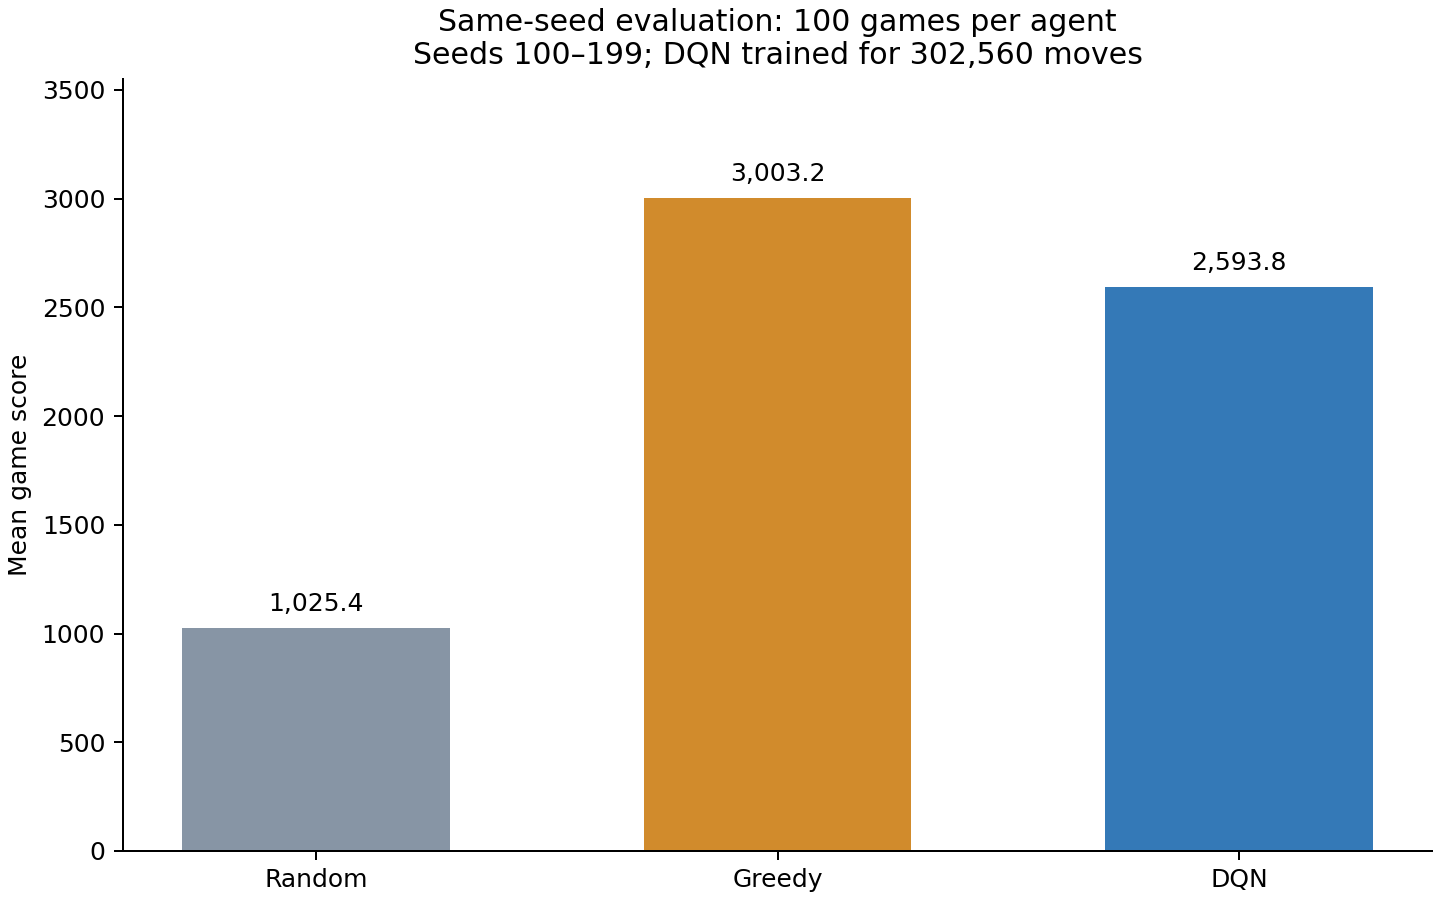 Same-seed evaluation: 100 games per agent
Seeds 100–199; DQN trained for 302,560 moves
Mean game score
3500
3000
2500
2000
1500
1000
500
0
1,025.4
3,003.2
2,593.8
Random
Greedy
DQN